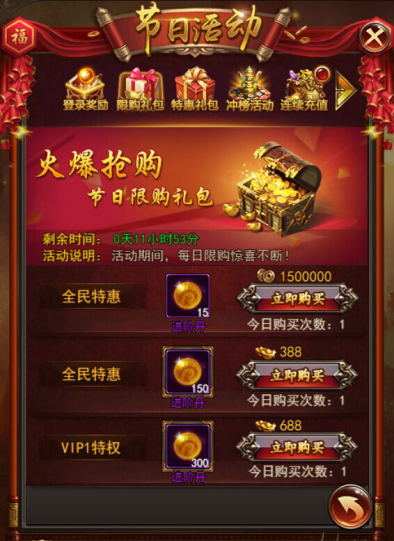 节日活动
福
登录奖励 限购礼包 特惠礼包 冲榜活动 连续充值
火爆抢购
节日限购礼包
剩余时间： 0天11小时53分
活动说明： 活动期间，每日限购惊喜不断！
1500000
全民特惠 15 立即购买
进阶丹 今日购买次数：1
388
全民特惠 150 立即购买
进阶丹 今日购买次数：1
688
VIP1特权 300 立即购买
进阶丹 今日购买次数：1